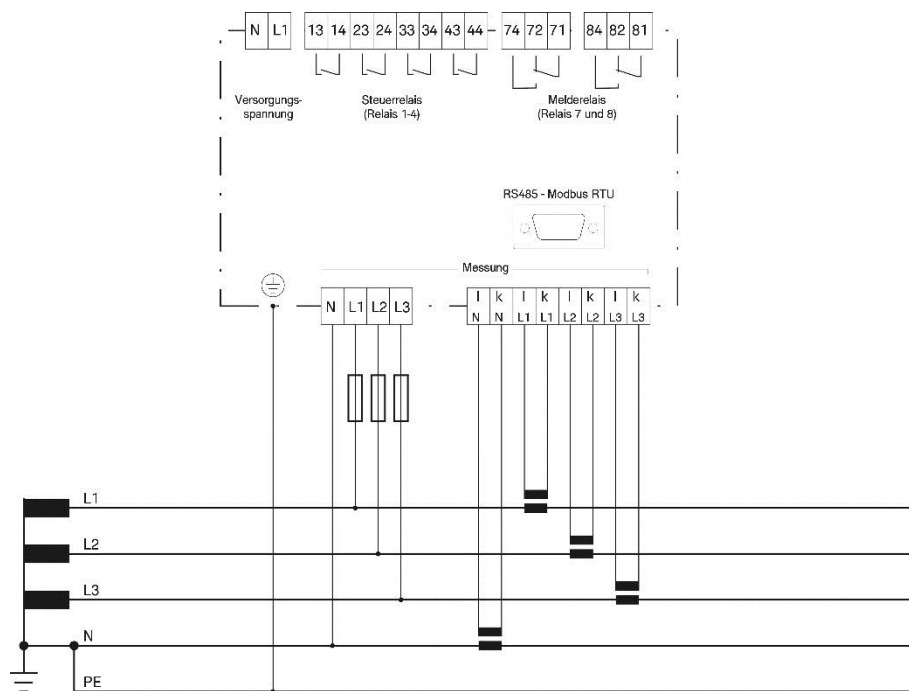 N L1 13 14 23 24 33 34 43 44 74 72 71 84 82 81
Versorgungs-
spannung
Steuerrelais
(Relais 1-4)
Melderelais
(Relais 7 und 8)
RS485 - Modbus RTU
Messung
N L1 L2 L3
l k l k l k l k
N N L1 L1 L2 L2 L3 L3
L1
L2
L3
N
PE